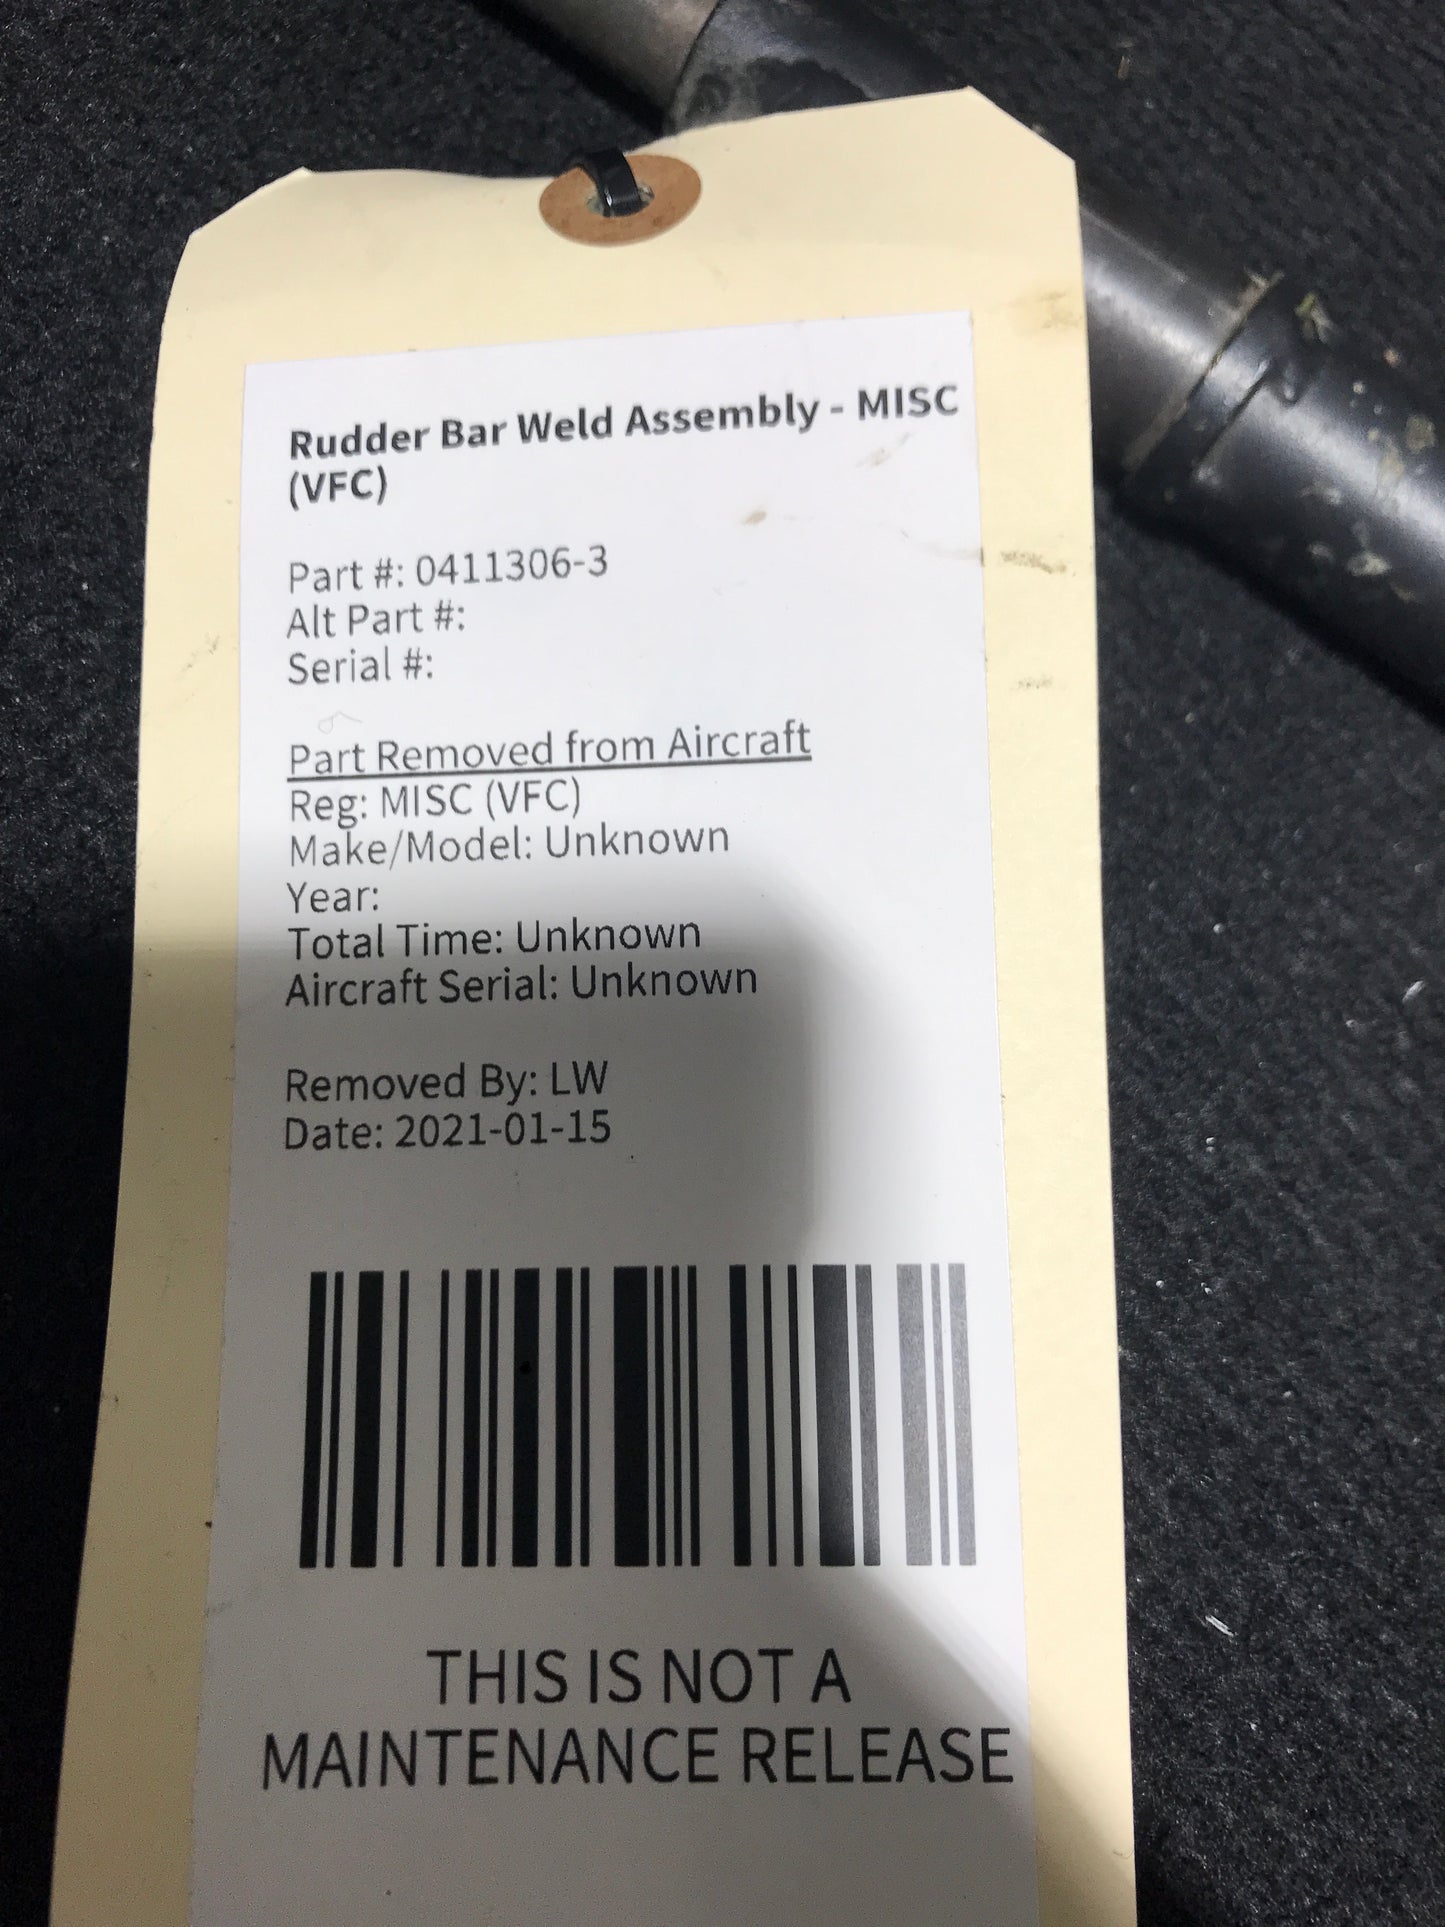 Rudder Bar Weld Assembly - MISC
(VFC)
Part #: 0411306-3
Alt Part #:
Serial #:
Part Removed from Aircraft
Reg: MISC (VFC)
Make/Model: Unknown
Year:
Total Time: Unknown
Aircraft Serial: Unknown
Removed By: LW
Date: 2021-01-15
THIS IS NOT A
MAINTENANCE RELEASE